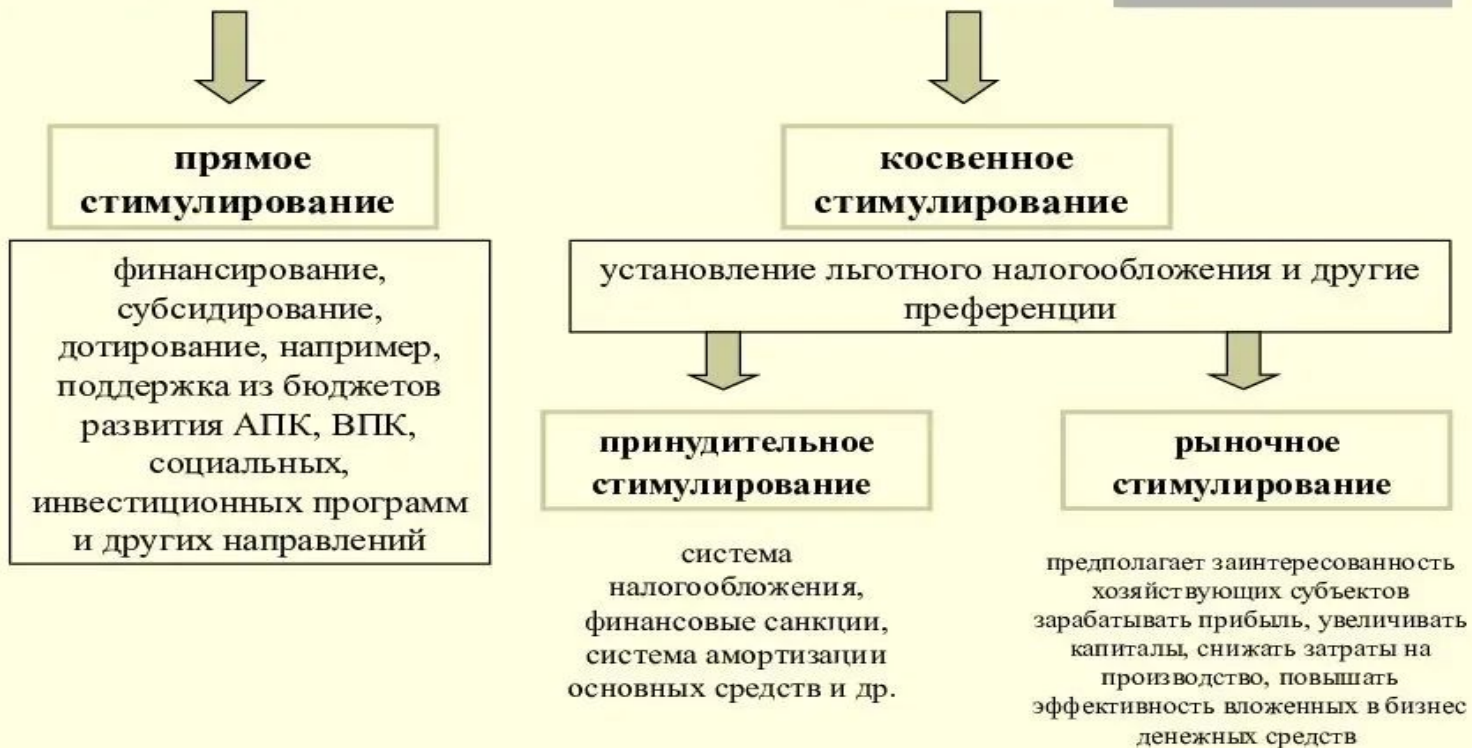 прямое
стимулирование
финансирование,
субсидирование,
дотирование, например,
поддержка из бюджетов
развития АПК, ВПК,
социальных,
инвестиционных программ
и других направлений
косвенное
стимулирование
установление льготного налогообложения и другие
преференции
принудительное
стимулирование
система
налогообложения,
финансовые санкции,
система амортизации
основных средств и др.
рыночное
стимулирование
предполагает заинтересованность
хозяйствующих субъектов
зарабатывать прибыль, увеличивать
капиталы, снижать затраты на
производство, повышать
эффективность вложенных в бизнес
денежных средств